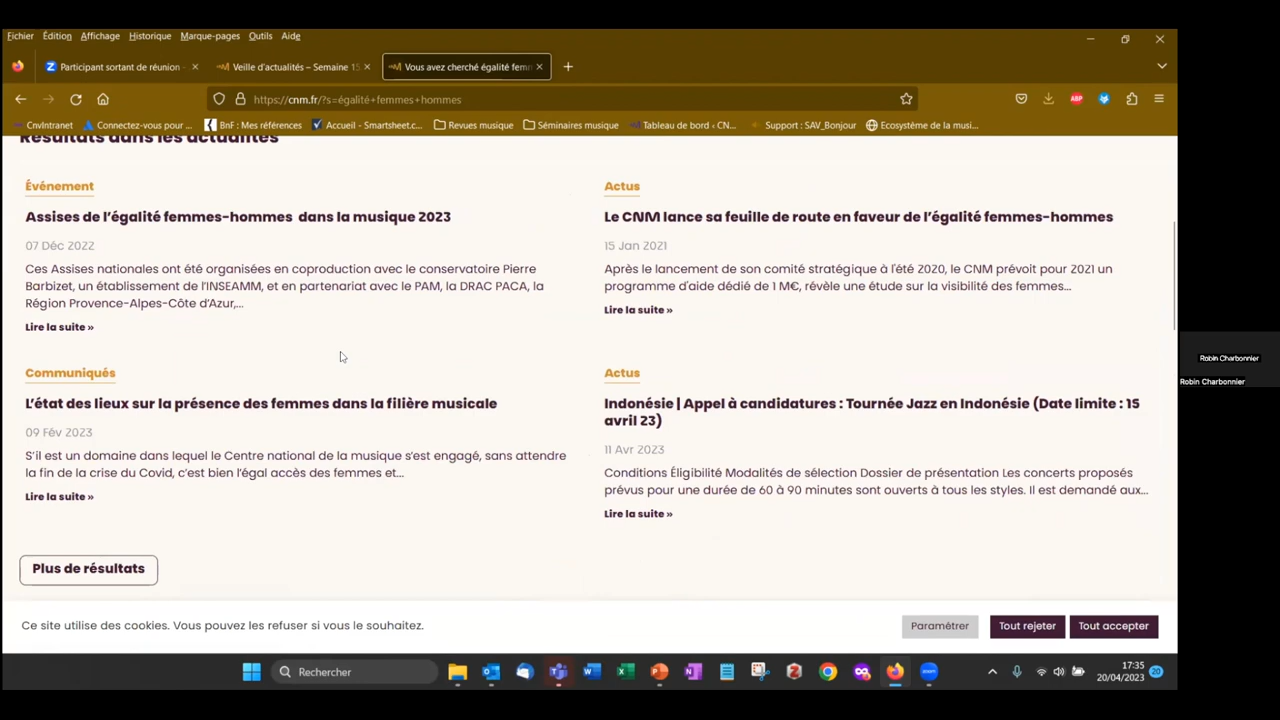 Fichier Édition Affichage Historique Marque-pages Outils Aide
Participant sortant de réunion
Veille d'actualités – Semaine 15
Vous avez cherché égalité fem
https://cnm.fr/?s=égalité+femmes+hommes
ABP
CnvIntranet
Connectez-vous pour ...
BnF : Mes références
Accueil - Smartsheet.c...
Revues musique
Séminaires musique
Tableau de bord ‹ CN...
Support : SAV_Bonjour
Ecosystème de la musi...
Résultats dans les actualités
Événement
Assises de l'égalité femmes-hommes dans la musique 2023
07 Déc 2022
Ces Assises nationales ont été organisées en coproduction avec le conservatoire Pierre
Barbizet, un établissement de l'INSEAMM, et en partenariat avec le PAM, la DRAC PACA, la
Région Provence-Alpes-Côte d'Azur,...
Lire la suite »
Actus
Le CNM lance sa feuille de route en faveur de l'égalité femmes-hommes
15 Jan 2021
Après le lancement de son comité stratégique à l'été 2020, le CNM prévoit pour 2021 un
programme d'aide dédié de 1 M€, révèle une étude sur la visibilité des femmes...
Lire la suite »
Communiqués
L'état des lieux sur la présence des femmes dans la filière musicale
09 Fév 2023
S'il est un domaine dans lequel le Centre national de la musique s'est engagé, sans attendre
la fin de la crise du Covid, c'est bien l'égal accès des femmes et...
Lire la suite »
Actus
Indonésie | Appel à candidatures : Tournée Jazz en Indonésie (Date limite : 15
avril 23)
11 Avr 2023
Conditions Éligibilité Modalités de sélection Dossier de présentation Les concerts proposés
prévus pour une durée de 60 à 90 minutes sont ouverts à tous les styles. Il est demandé aux...
Lire la suite »
Plus de résultats
Ce site utilise des cookies. Vous pouvez les refuser si vous le souhaitez.
Paramétrer
Tout rejeter
Tout accepter
Rechercher
17:35
20/04/2023
20
Robin Charbonnier
Robin Charbonnier